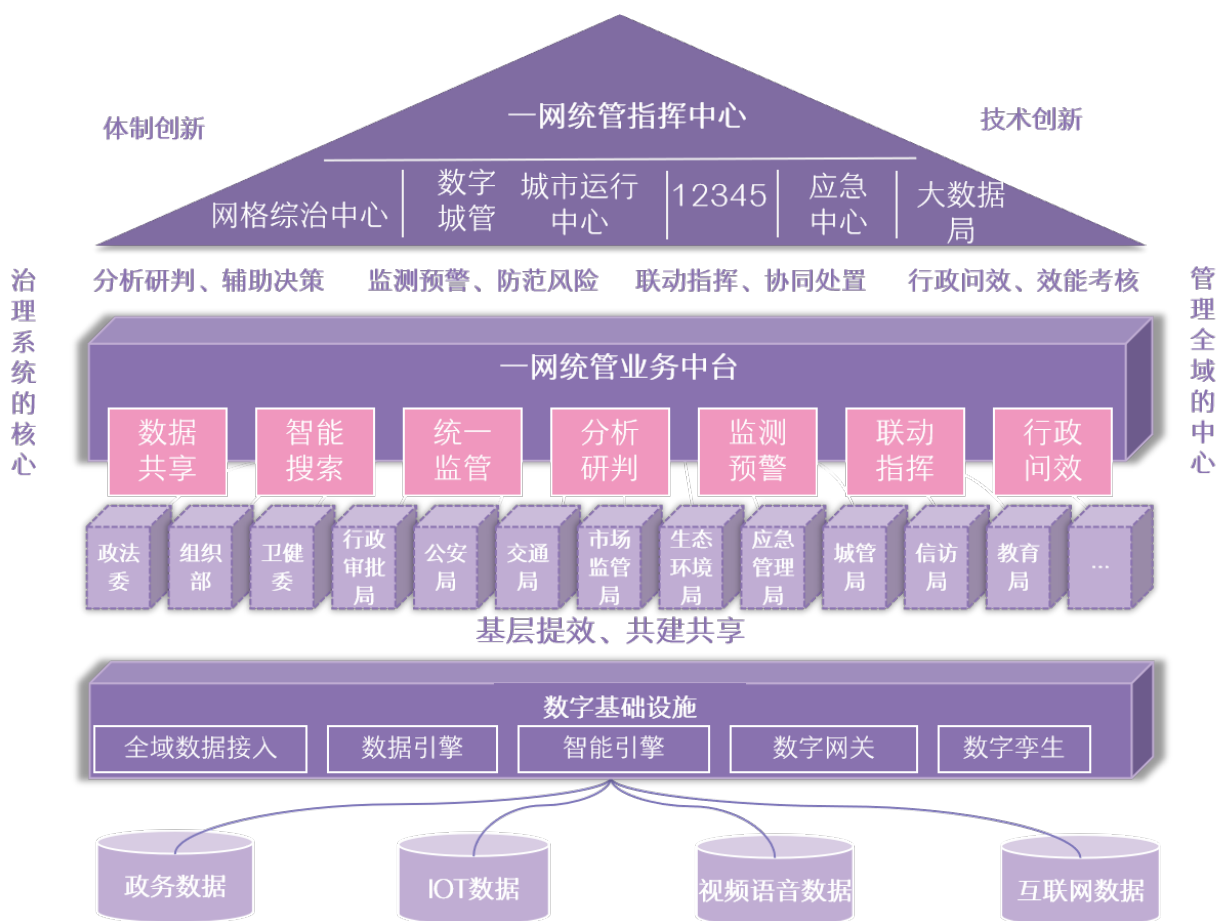 一网统管指挥中心
体制创新
技术创新
网格综治中心
数字
城管
城市运行
中心
12345
应急
中心
大数据
局
治理系统的核心
分析研判、辅助决策
监测预警、防范风险
联动指挥、协同处置
行政问效、效能考核
管理全域的中心
一网统管业务中台
数据
共享
智能
搜索
统一
监管
分析
研判
监测
预警
联动
指挥
行政
问效
政法
委
组织
部
卫健
委
行政
审批
局
公安
局
交通
局
市场
监管
局
生态
环境
局
应急
管理
局
城管
局
信访
局
教育
局
...
基层提效、共建共享
数字基础设施
全域数据接入
数据引擎
智能引擎
数字网关
数字孪生
政务数据
IOT数据
视频语音数据
互联网数据